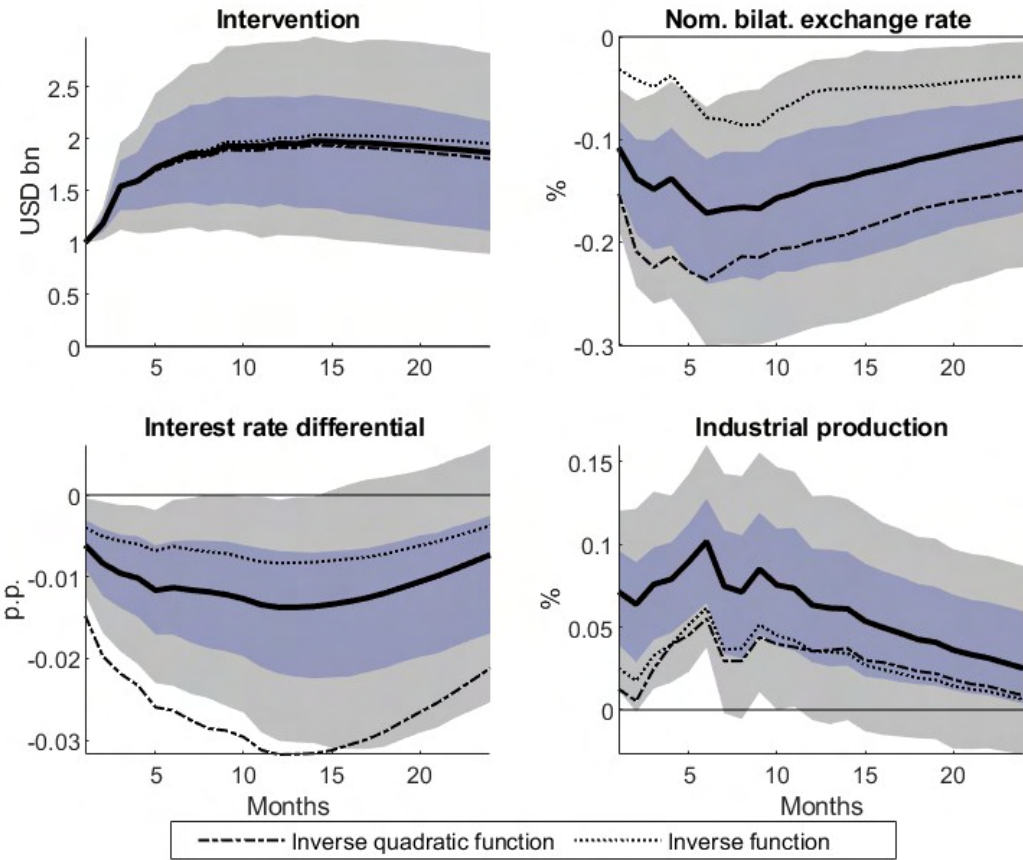 Intervention
USD bn
2.5
2
1.5
1
0.5
0
5 10 15 20
Nom. bilat. exchange rate
%
0
-0.1
-0.2
-0.3
5 10 15 20
Interest rate differential
p.p.
0
-0.01
-0.02
-0.03
5 10 15 20
Months
Industrial production
%
0.15
0.1
0.05
0
5 10 15 20
Months
Inverse quadratic function Inverse function